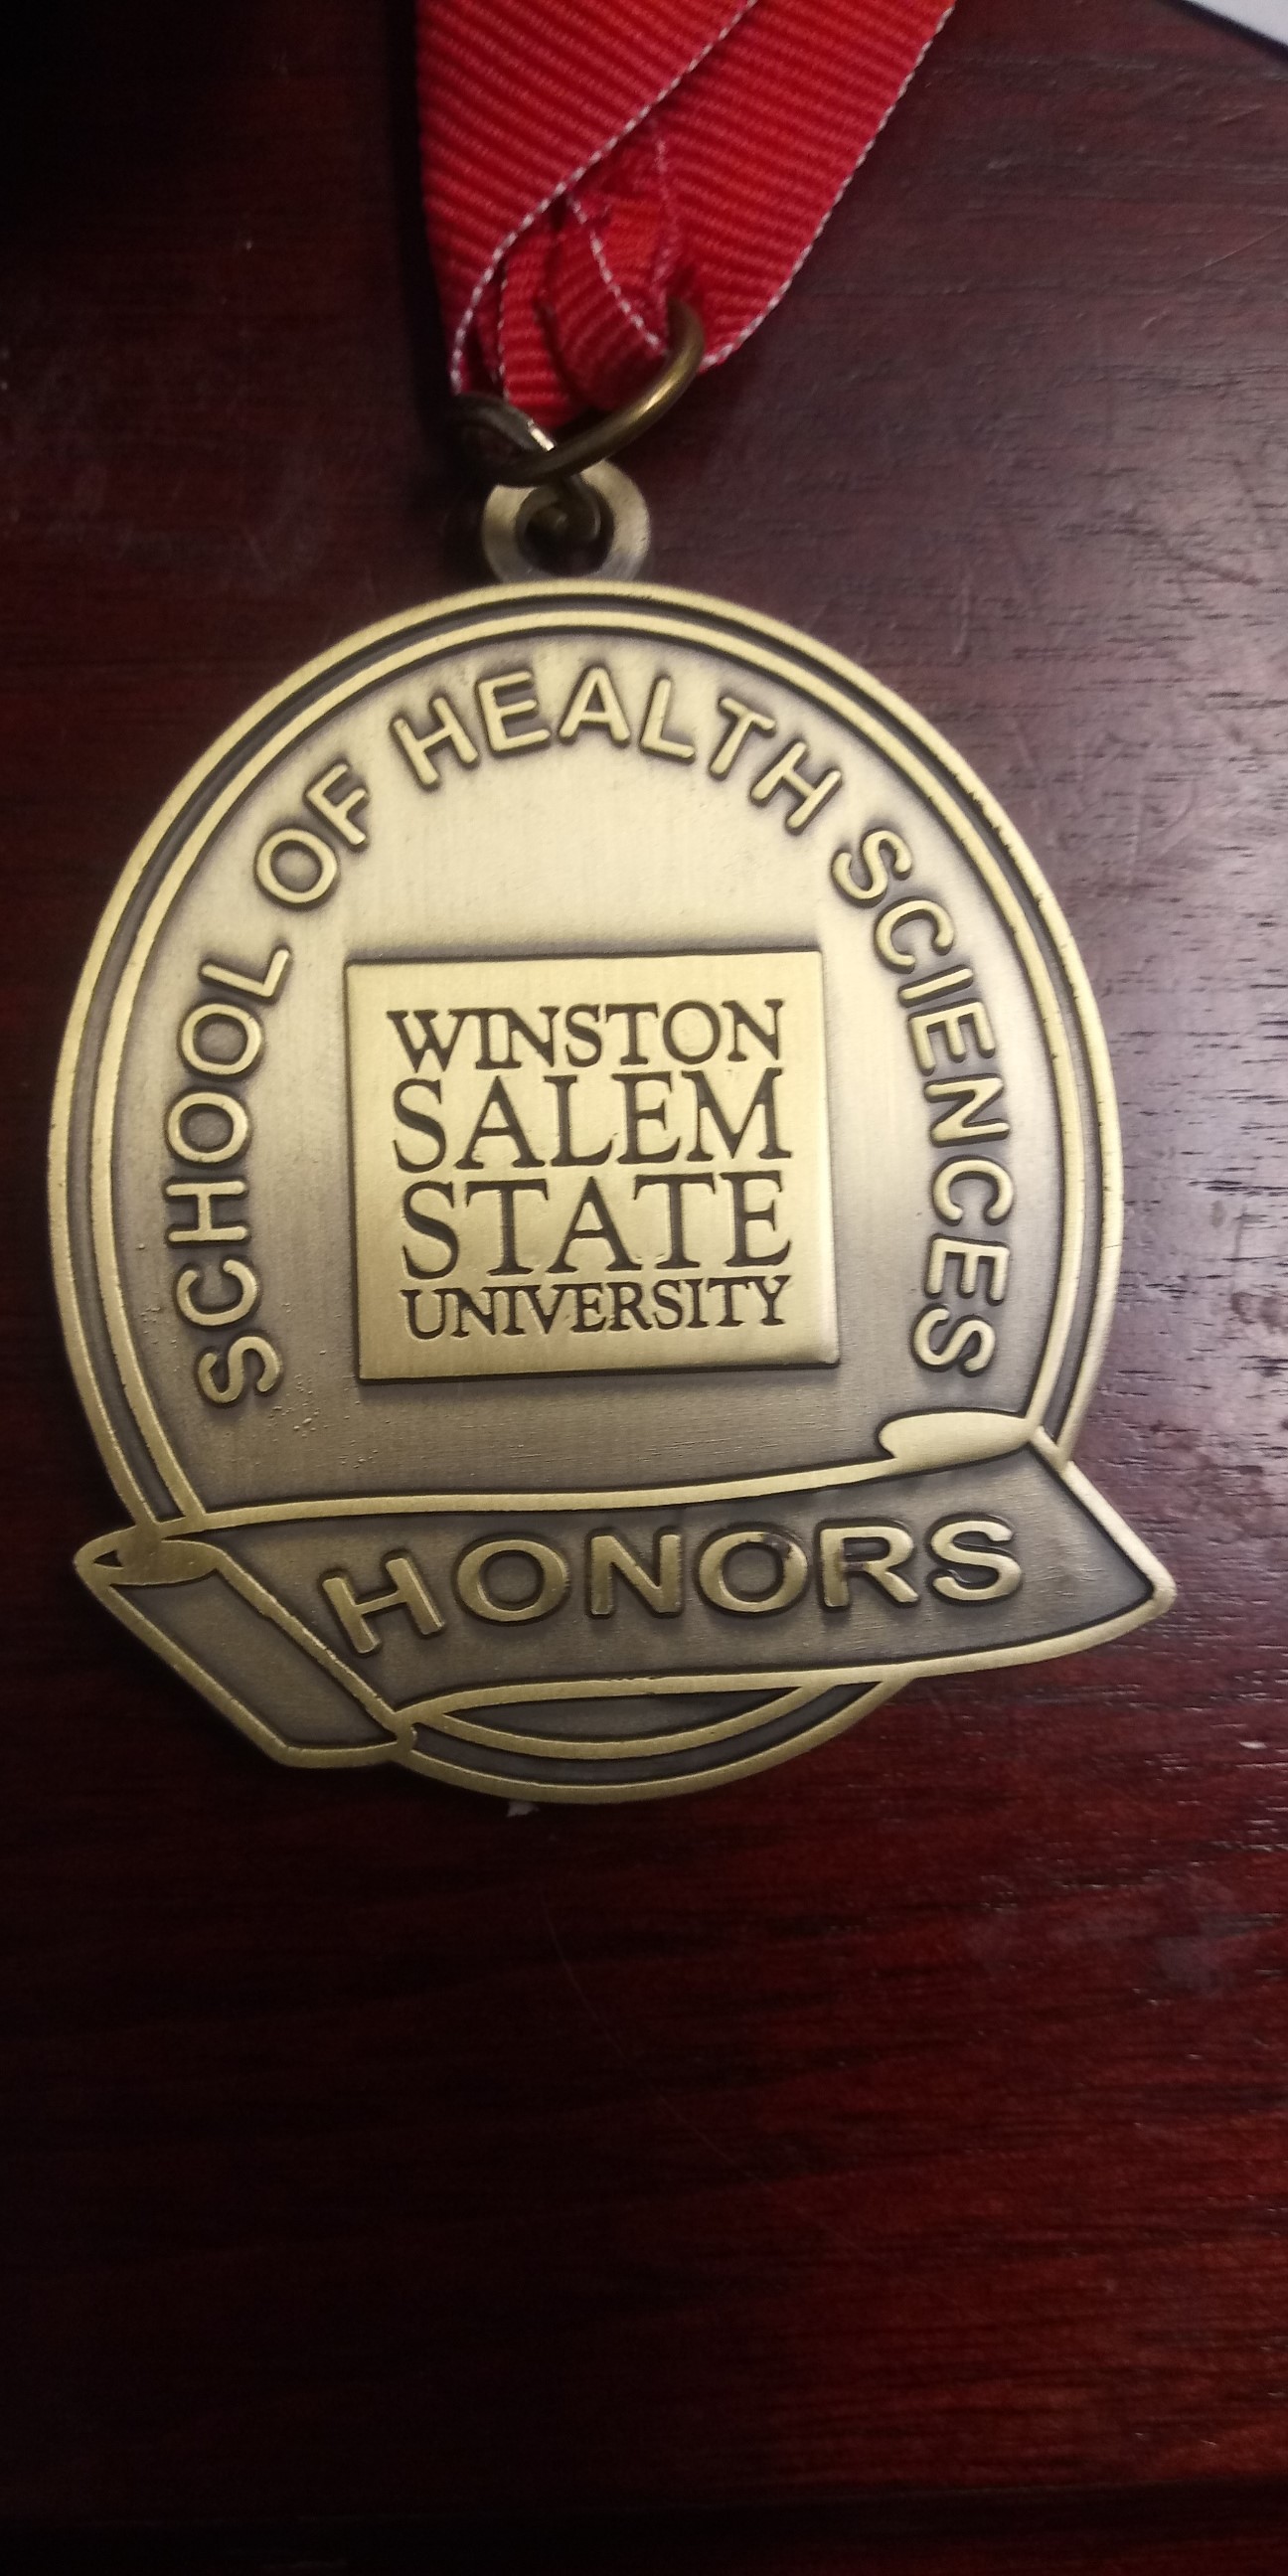 SCHOOL OF HEALTH SCIENCES
WINSTON
SALEM
STATE
UNIVERSITY
HONORS